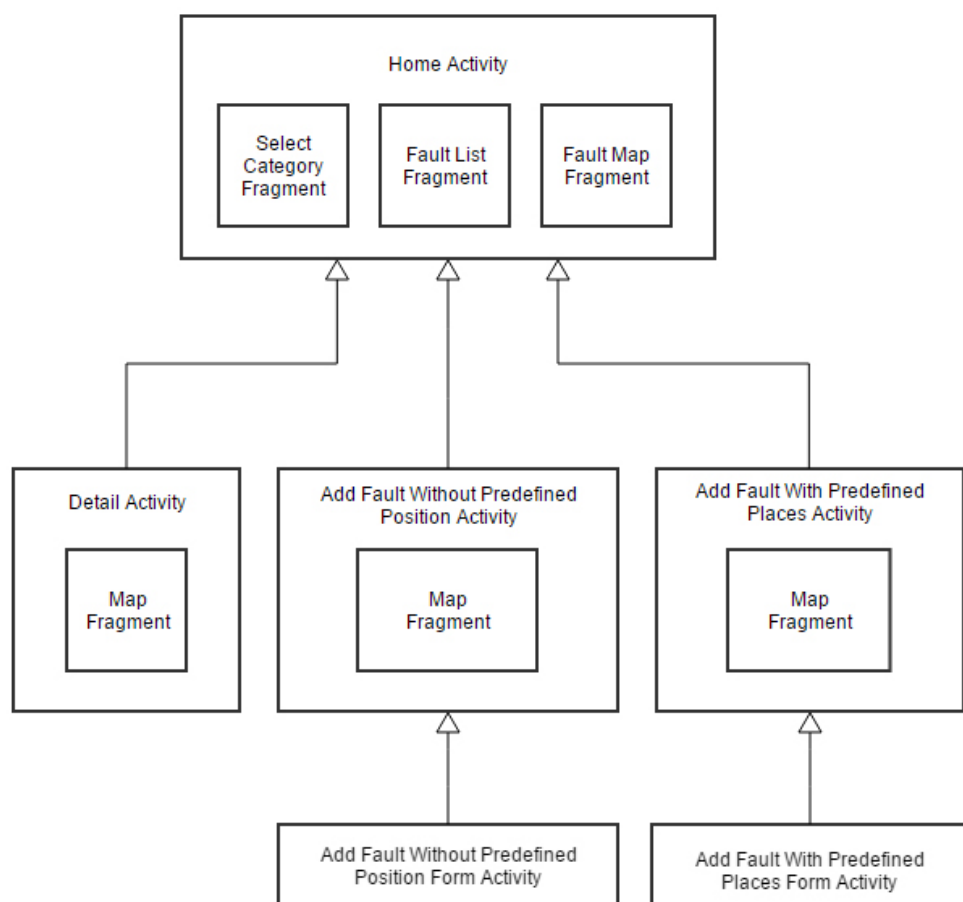 Home Activity
Select
Category
Fragment
Fault List
Fragment
Fault Map
Fragment
Detail Activity
Map
Fragment
Add Fault Without Predefined
Position Activity
Map
Fragment
Add Fault With Predefined
Places Activity
Map
Fragment
Add Fault Without Predefined
Position Form Activity
Add Fault With Predefined
Places Form Activity